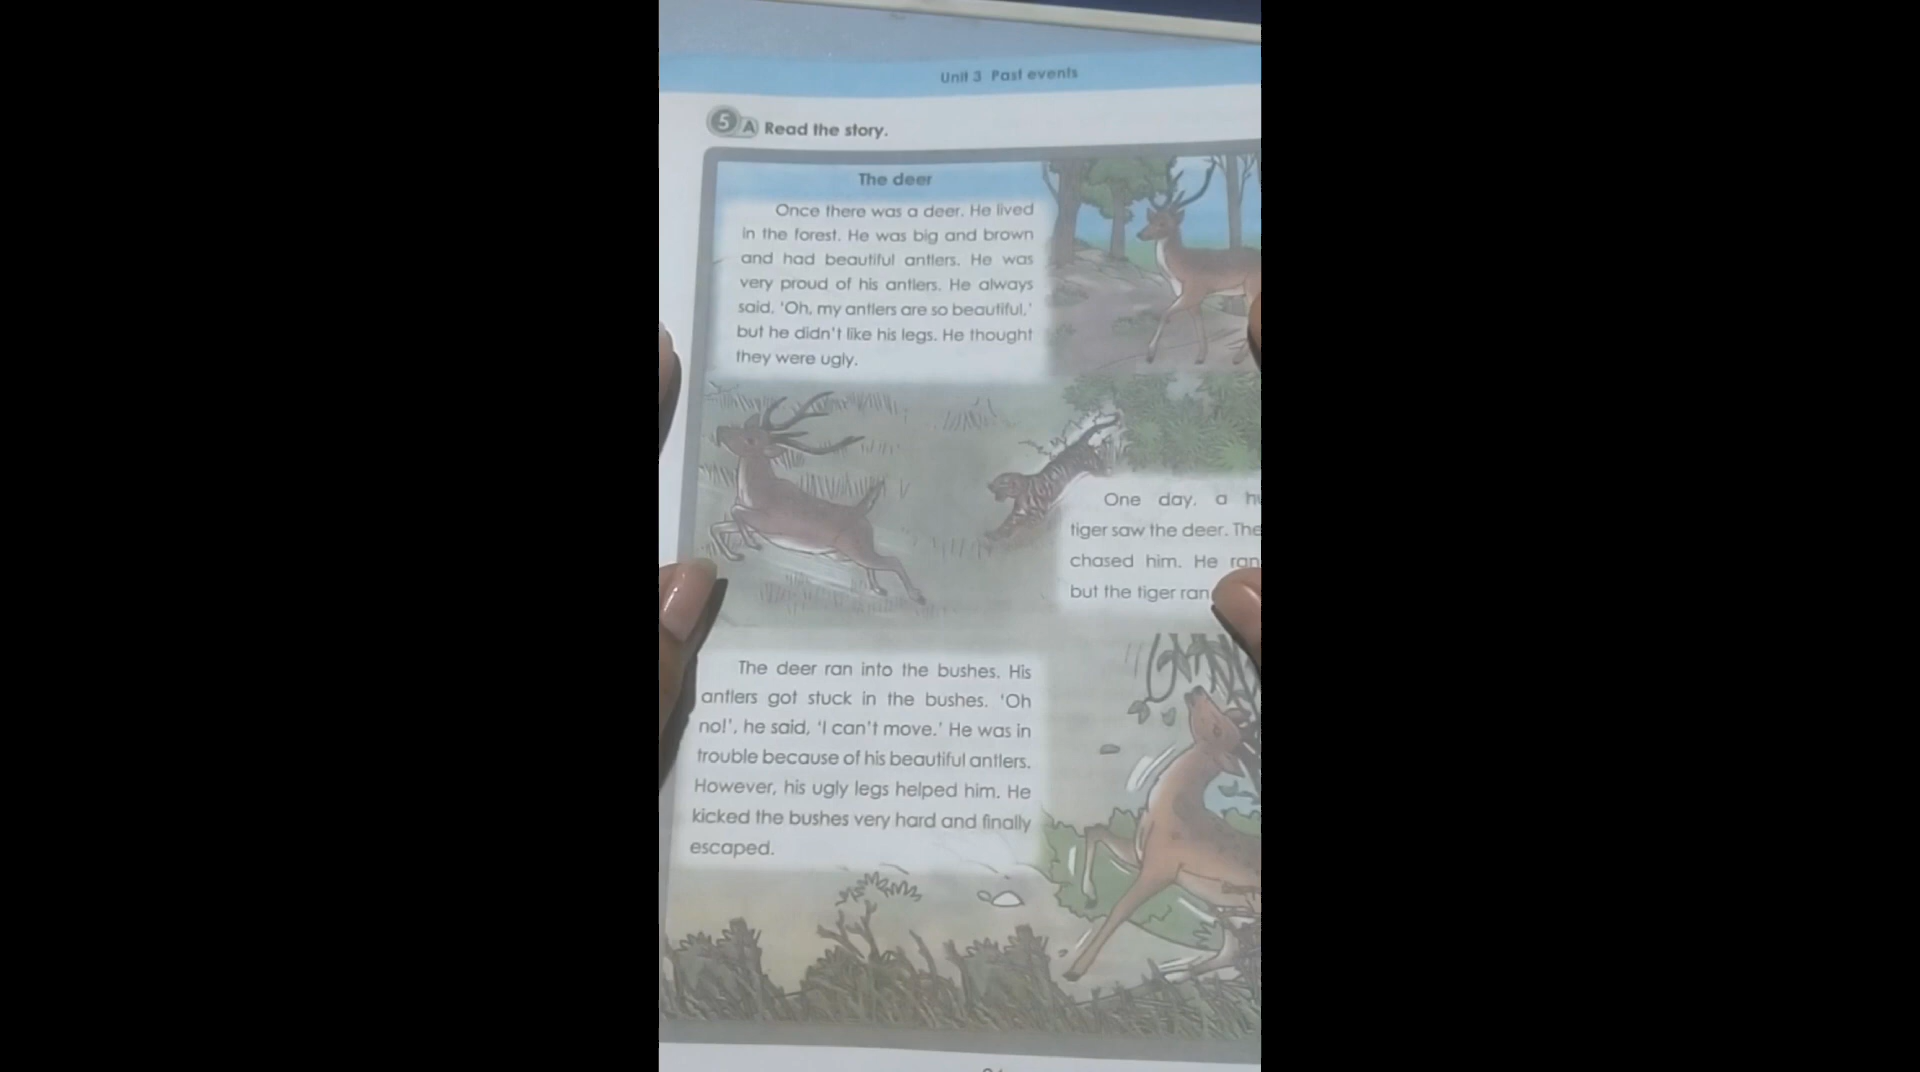 Unit 3 Past events
5 A Read the story.
The deer
Once there was a deer. He lived
in the forest. He was big and brown
and had beautiful antlers. He was
very proud of his antlers. He always
said, 'Oh, my antlers are so beautiful,'
but he didn't like his legs. He thought
they were ugly.
One day, a
tiger saw the deer. The
chased him. He ran
but the tiger ran
The deer ran into the bushes. His
antlers got stuck in the bushes. 'Oh
no!', he said, 'I can't move.' He was in
trouble because of his beautiful antlers.
However, his ugly legs helped him. He
kicked the bushes very hard and finally
escaped.